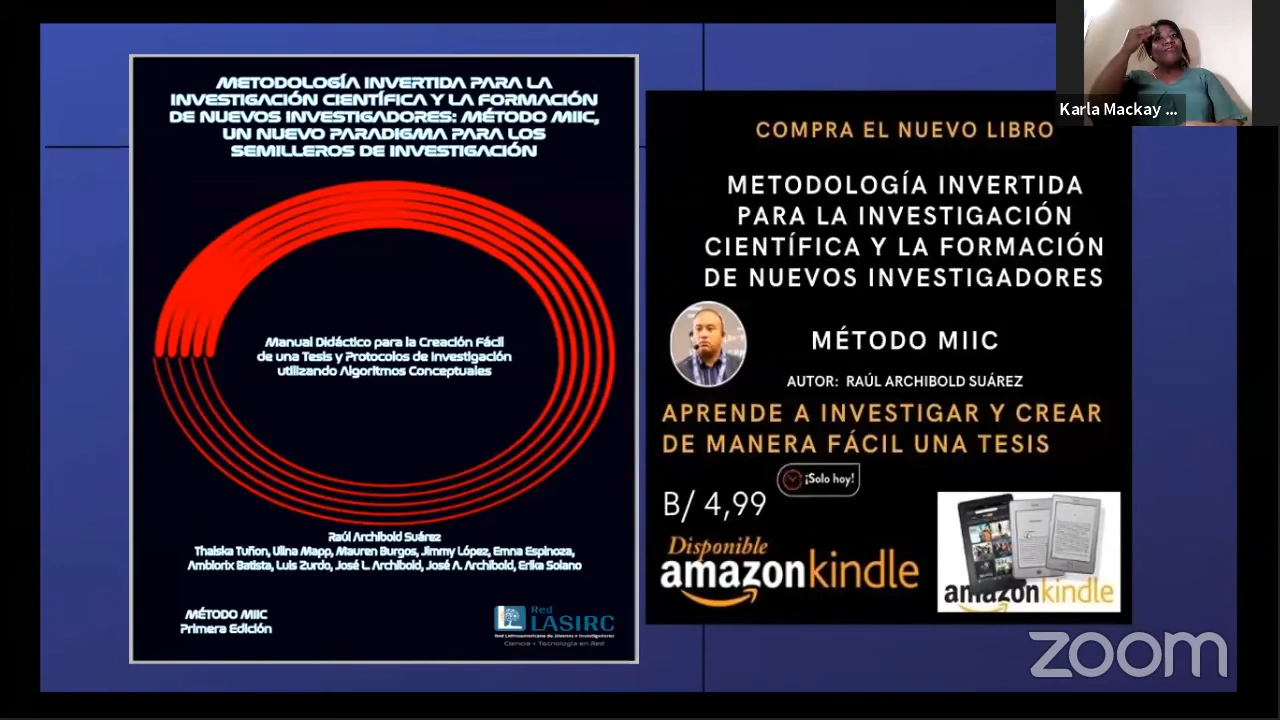 METODOLOGÍA INVERTIDA PARA LA
INVESTIGACIÓN CIENTÍFICA Y LA FORMACIÓN
DE NUEVOS INVESTIGADORES: MÉTODO MIIC,
UN NUEVO PARADIGMA PARA LOS
SEMILLEROS DE INVESTIGACIÓN
Manual Didáctico para la Creación Fácil
de una Tesis y Protocolos de Investigación
utilizando Algoritmos Conceptuales
Raúl Archibold Suárez
Thaiska Tuñon, Ulina Mapp, Mauren Burgos, Jimmy López, Emna Espinoza,
Ambiorix Batista, Luis Zurdo, José L. Archibold, José A. Archibold, Erika Solano
MÉTODO MIIC
Primera Edición
Red
LASIRC
Red Latinoamericana de Jóvenes e Investigadores
Ciencia + Tecnología en Red
COMPRA EL NUEVO LIBRO
METODOLOGÍA INVERTIDA
PARA LA INVESTIGACIÓN
CIENTÍFICA Y LA FORMACIÓN
DE NUEVOS INVESTIGADORES
MÉTODO MIIC
AUTOR: RAÚL ARCHIBOLD SUÁREZ
APRENDE A INVESTIGAR Y CREAR
DE MANERA FÁCIL UNA TESIS
¡Solo hoy!
B/ 4,99
Disponible
amazonkindle
amazonkindle
Karla Mackay ...
zoom